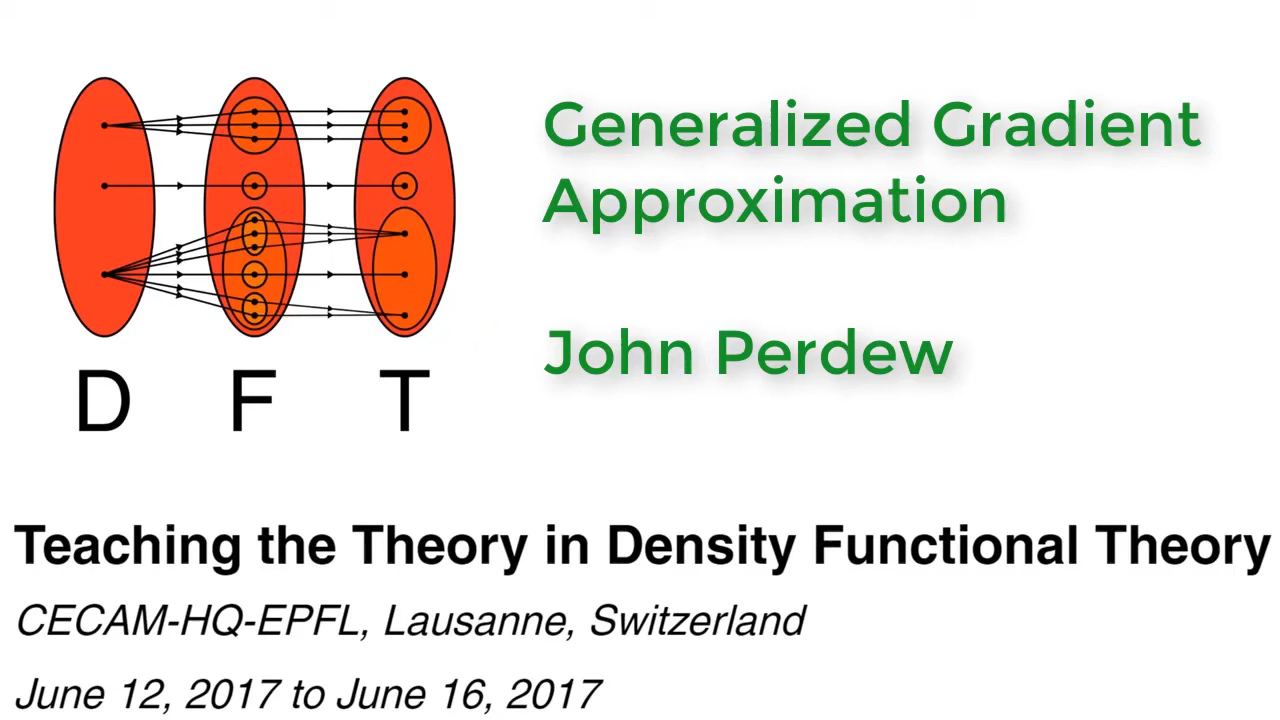 Generalized Gradient
Approximation
John Perdew
D F T
Teaching the Theory in Density Functional Theory
CECAM-HQ-EPFL, Lausanne, Switzerland
June 12, 2017 to June 16, 2017